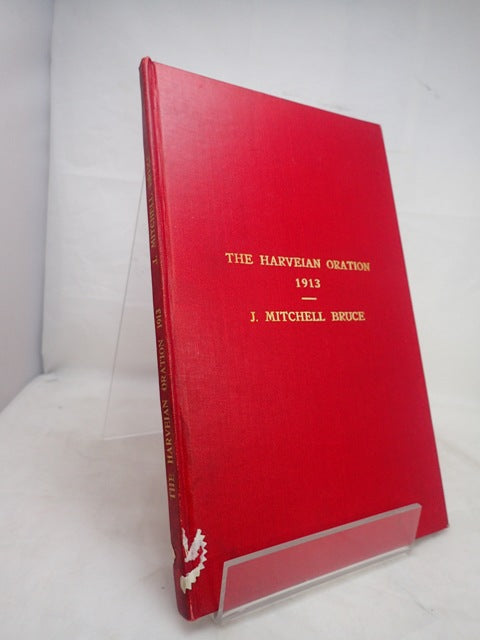 THE HARVEIAN ORATION
1913
J. MITCHELL BRUCE
THE HARVEIAN ORATION 1913 J. MITCHELL BRUCE